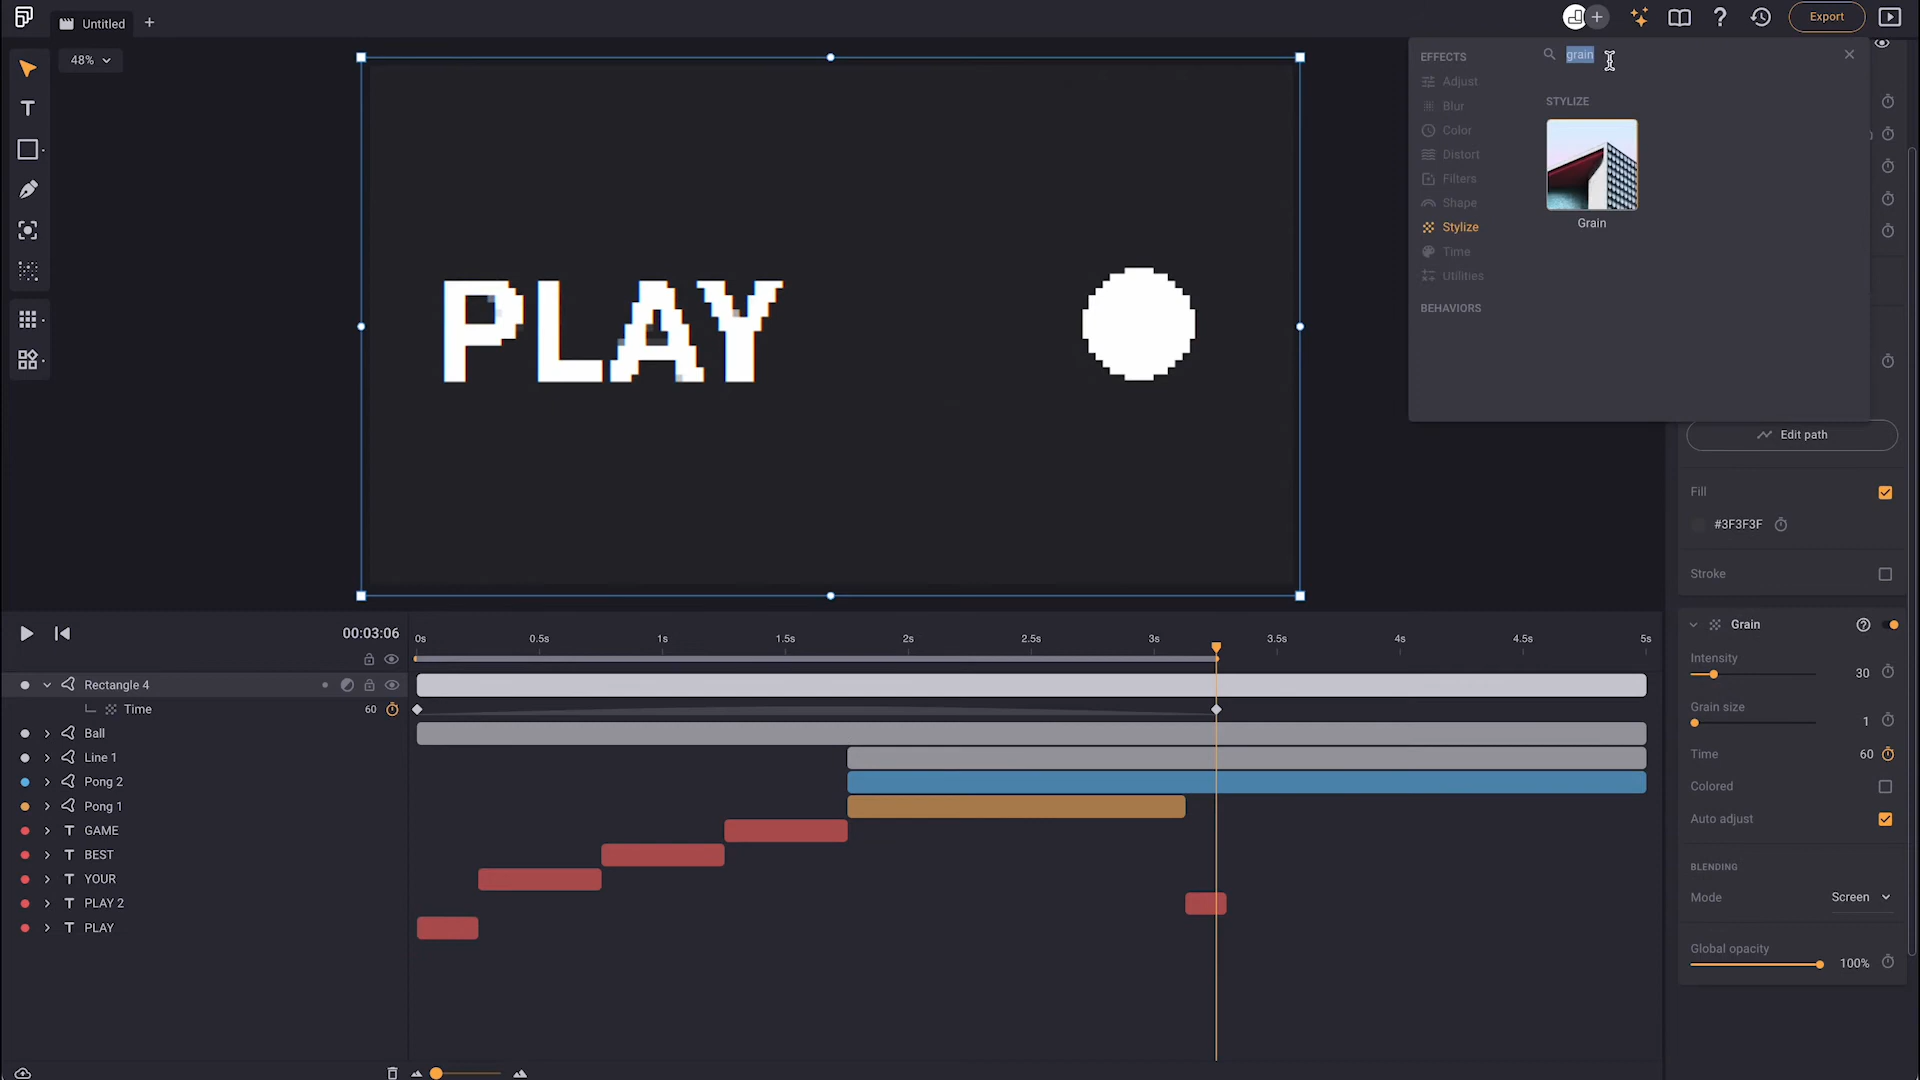 Untitled
Export
48%
EFFECTS
grain
Adjust
Blur
Color
Distort
Filters
Shape
Stylize
Time
Utilities
BEHAVIORS
STYLIZE
Grain
PLAY
Edit path
Fill
#3F3F3F
Stroke
Grain
Intensity
30
Grain size
1
Time
60
Colored
Auto adjust
BLENDING
Mode
Screen
Global opacity
100%
00:03:06
0s
0.5s
1s
1.5s
2s
2.5s
3s
3.5s
4s
4.5s
5s
Rectangle 4
Time
60
Ball
Line 1
Pong 2
Pong 1
T GAME
T BEST
T YOUR
T PLAY 2
T PLAY